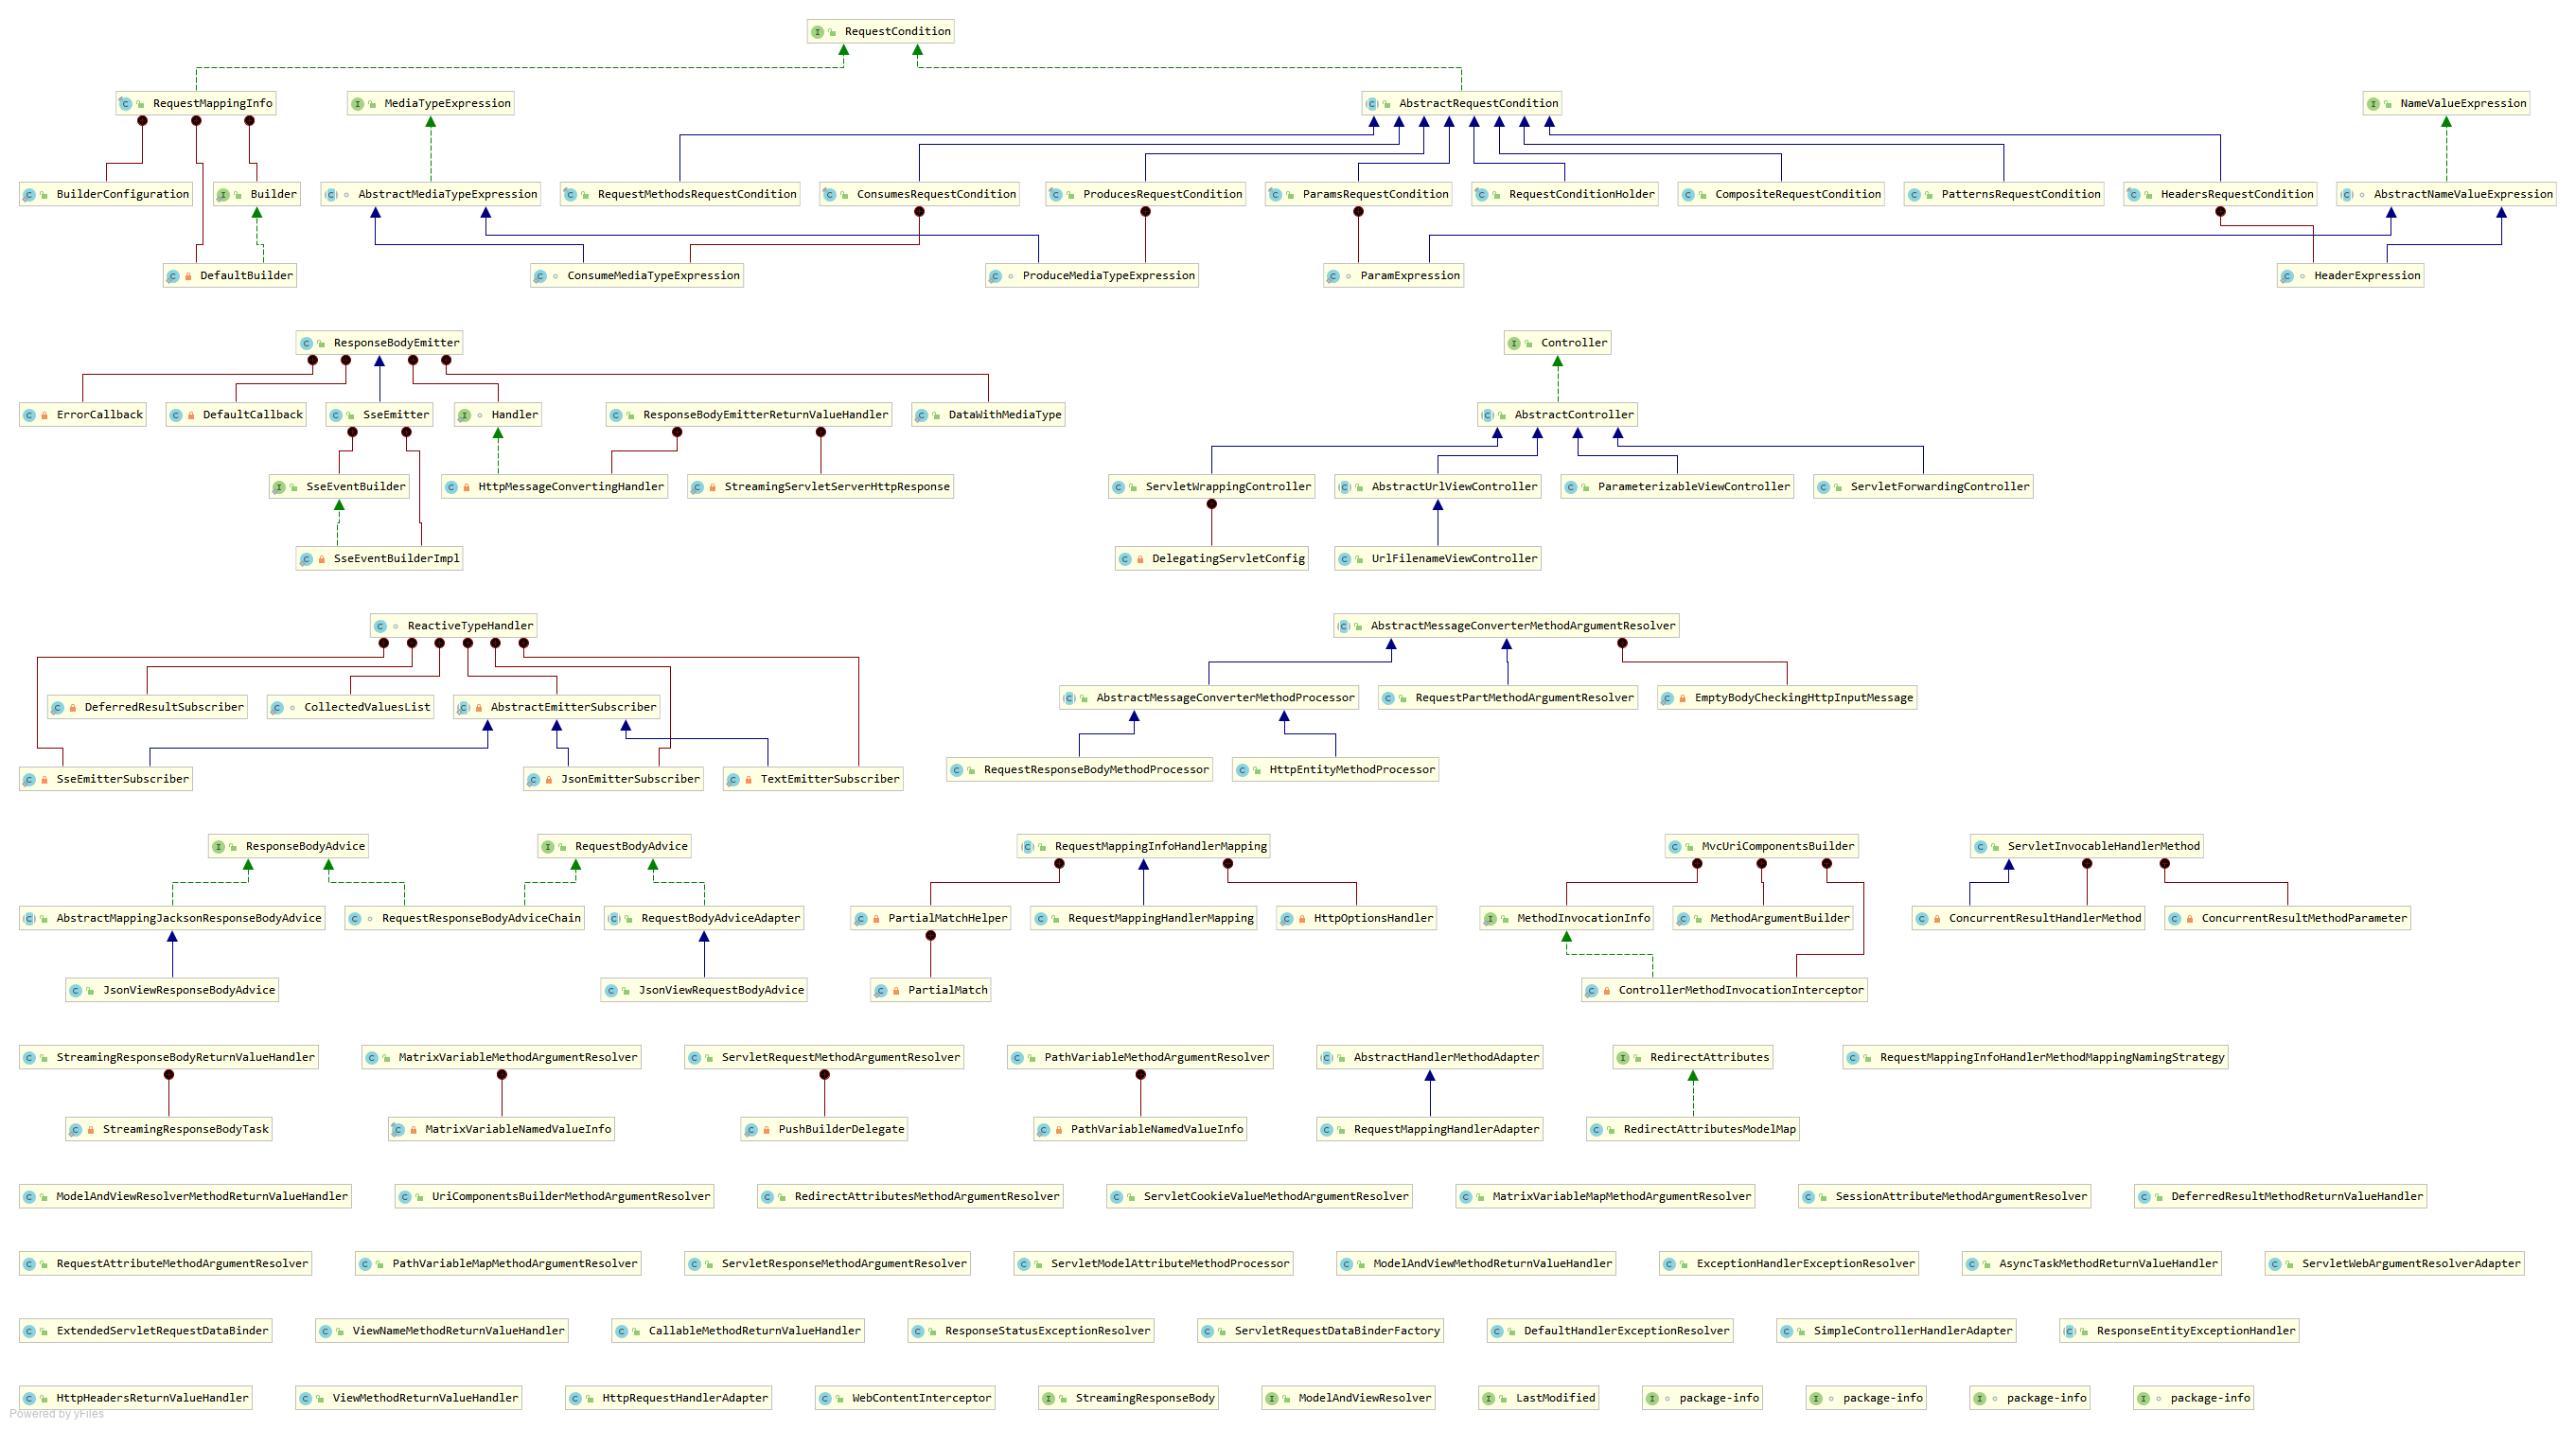 RequestCondition
RequestMappingInfo
MediaTypeExpression
AbstractRequestCondition
NameValueExpression
BuilderConfiguration
Builder
AbstractMediaTypeExpression
RequestMethodsRequestCondition
ConsumesRequestCondition
ProducesRequestCondition
ParamsRequestCondition
RequestConditionHolder
CompositeRequestCondition
PatternsRequestCondition
HeadersRequestCondition
AbstractNameValueExpression
DefaultBuilder
ConsumeMediaTypeExpression
ProduceMediaTypeExpression
ParamExpression
HeaderExpression
ResponseBodyEmitter
Controller
ErrorCallback
DefaultCallback
SseEmitter
Handler
ResponseBodyEmitterReturnValueHandler
DataWithMediaType
AbstractController
SseEventBuilder
HttpMessageConvertingHandler
StreamingServletServerHttpResponse
ServletWrappingController
AbstractUrlViewController
ParameterizableViewController
ServletForwardingController
SseEventBuilderImpl
DelegatingServletConfig
UrlFilenameViewController
ReactiveTypeHandler
AbstractMessageConverterMethodArgumentResolver
DeferredResultSubscriber
CollectedValuesList
AbstractEmitterSubscriber
AbstractMessageConverterMethodProcessor
RequestPartMethodArgumentResolver
EmptyBodyCheckingHttpInputMessage
SseEmitterSubscriber
JsonEmitterSubscriber
TextEmitterSubscriber
RequestResponseBodyMethodProcessor
HttpEntityMethodProcessor
ResponseBodyAdvice
RequestBodyAdvice
RequestMappingInfoHandlerMapping
MvcUriComponentsBuilder
ServletInvocableHandlerMethod
AbstractMappingJacksonResponseBodyAdvice
RequestResponseBodyAdviceChain
RequestBodyAdviceAdapter
PartialMatchHelper
RequestMappingHandlerMapping
HttpOptionsHandler
MethodInvocationInfo
MethodArgumentBuilder
ConcurrentResultHandlerMethod
ConcurrentResultMethodParameter
JsonViewResponseBodyAdvice
JsonViewRequestBodyAdvice
PartialMatch
ControllerMethodInvocationInterceptor
StreamingResponseBodyReturnValueHandler
MatrixVariableMethodArgumentResolver
ServletRequestMethodArgumentResolver
PathVariableMethodArgumentResolver
AbstractHandlerMethodAdapter
RedirectAttributes
RequestMappingInfoHandlerMethodMappingNamingStrategy
StreamingResponseBodyTask
MatrixVariableNamedValueInfo
PushBuilderDelegate
PathVariableNamedValueInfo
RequestMappingHandlerAdapter
RedirectAttributesModelMap
ModelAndViewResolverMethodReturnValueHandler
UriComponentsBuilderMethodArgumentResolver
RedirectAttributesMethodArgumentResolver
ServletCookieValueMethodArgumentResolver
MatrixVariableMapMethodArgumentResolver
SessionAttributeMethodArgumentResolver
DeferredResultMethodReturnValueHandler
RequestAttributeMethodArgumentResolver
PathVariableMapMethodArgumentResolver
ServletResponseMethodArgumentResolver
ServletModelAttributeMethodProcessor
ModelAndViewMethodReturnValueHandler
ExceptionHandlerExceptionResolver
AsyncTaskMethodReturnValueHandler
ServletWebArgumentResolverAdapter
ExtendedServletRequestDataBinder
ViewNameMethodReturnValueHandler
CallableMethodReturnValueHandler
ResponseStatusExceptionResolver
ServletRequestDataBinderFactory
DefaultHandlerExceptionResolver
SimpleControllerHandlerAdapter
ResponseEntityExceptionHandler
HttpHeadersReturnValueHandler
ViewMethodReturnValueHandler
HttpRequestHandlerAdapter
WebContentInterceptor
StreamingResponseBody
ModelAndViewResolver
LastModified
package-info
package-info
package-info
package-info
Powered by yFiles